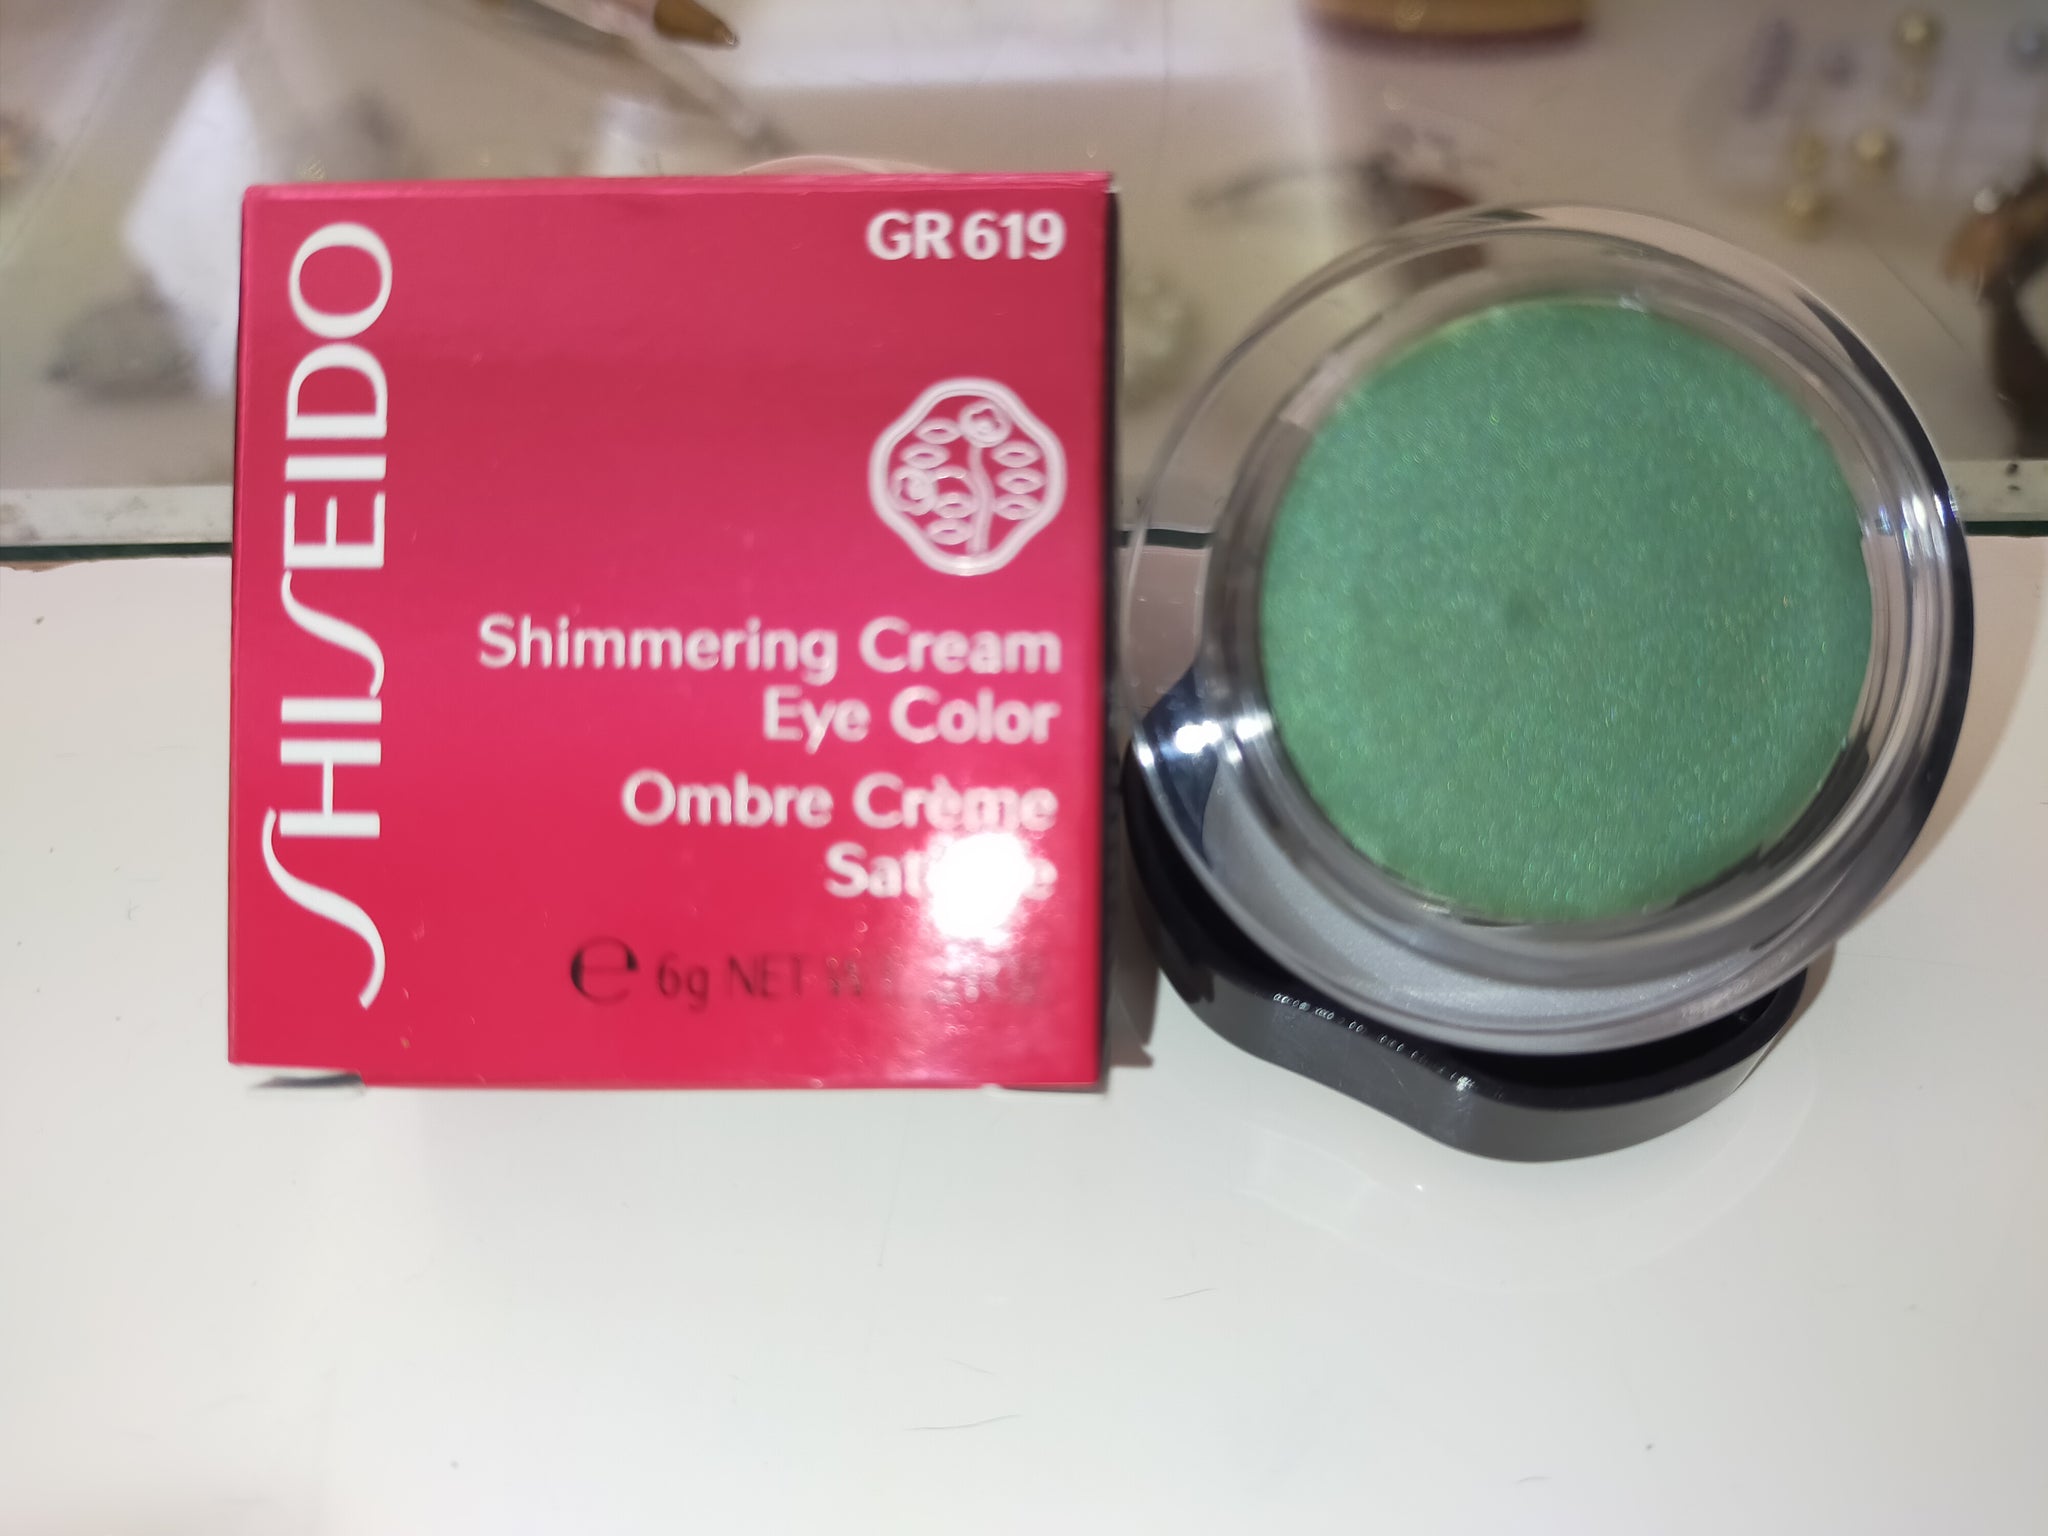 SHISEIDO
GR 619
Shimmering Cream
Eye Color
Ombre Crème
℮ 6g NET